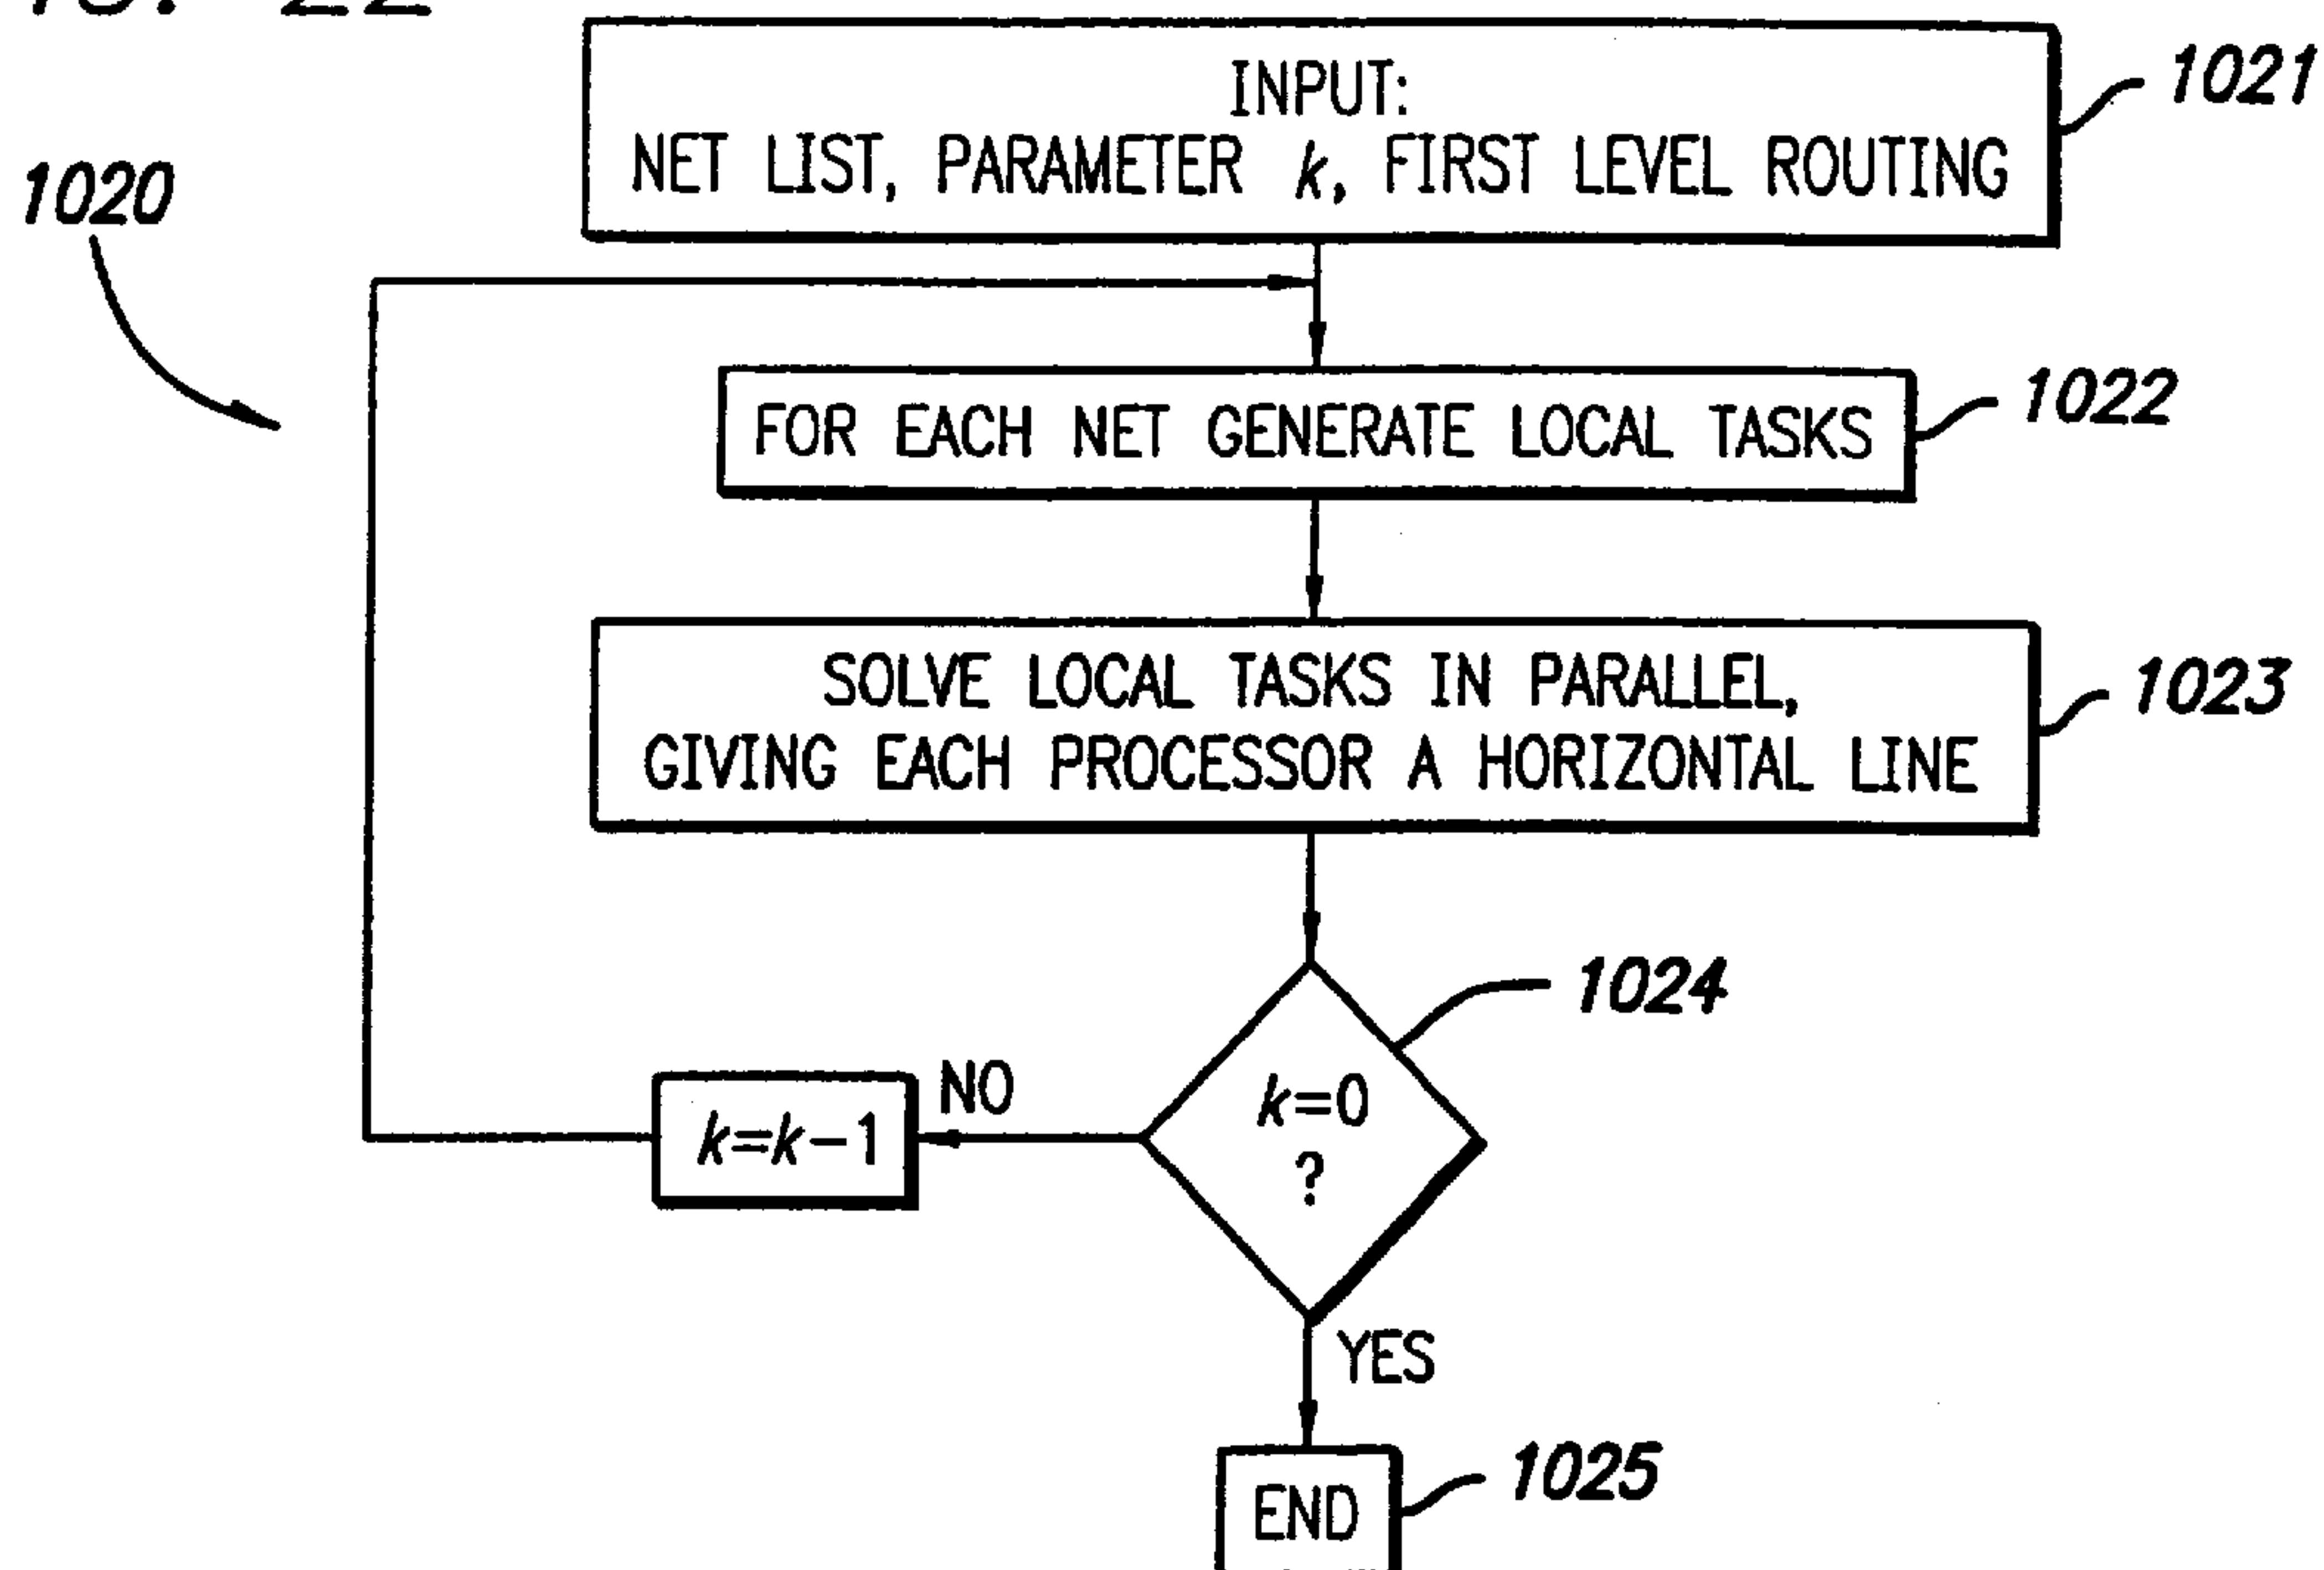 22
INPUT:
NET LIST, PARAMETER k, FIRST LEVEL ROUTING
1021
1020
FOR EACH NET GENERATE LOCAL TASKS
1022
SOLVE LOCAL TASKS IN PARALLEL,
GIVING EACH PROCESSOR A HORIZONTAL LINE
1023
1024
k=0
?
NO
k=k-1
YES
END
1025